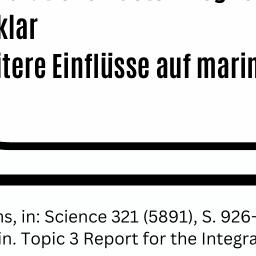 klar
itere Einflüsse auf marin
ns, in: Science 321 (5891), S. 926-
in. Topic 3 Report for the Integra